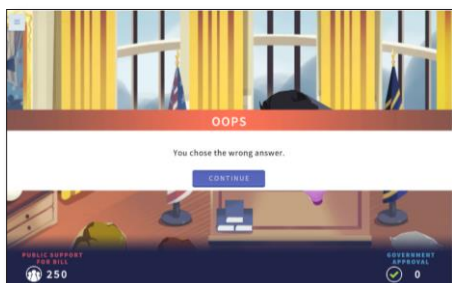 OOPS
You chose the wrong answer.
CONTINUE
PUBLIC SUPPORT
FOR BILL
250
GOVERNMENT
APPROVAL
0